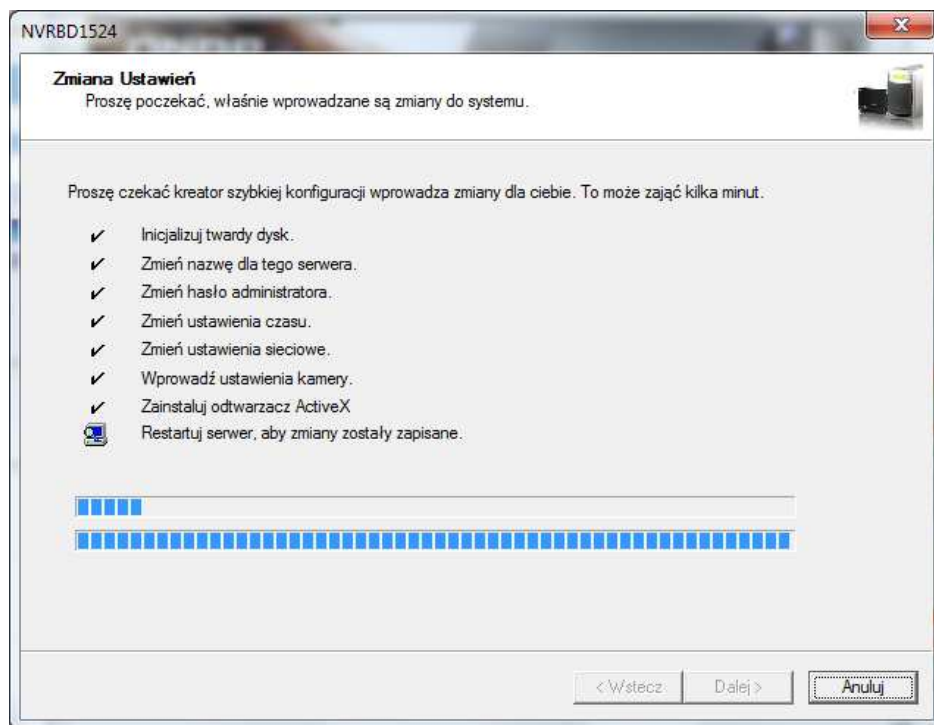 NVRBD1524
Zmiana Ustawień
Proszę poczekać, właśnie wprowadzane są zmiany do systemu.
Proszę czekać kreator szybkiej konfiguracji wprowadza zmiany dla ciebie. To może zająć kilka minut.
✔ Inicjalizuj twardy dysk.
✔ Zmień nazwę dla tego serwera.
✔ Zmień hasło administratora.
✔ Zmień ustawienia czasu.
✔ Zmień ustawienia sieciowe.
✔ Wprowadź ustawienia kamery.
✔ Zainstaluj odtwarzacz ActiveX
Restartuj serwer, aby zmiany zostały zapisane.
< Wstecz Dalej > Anuluj